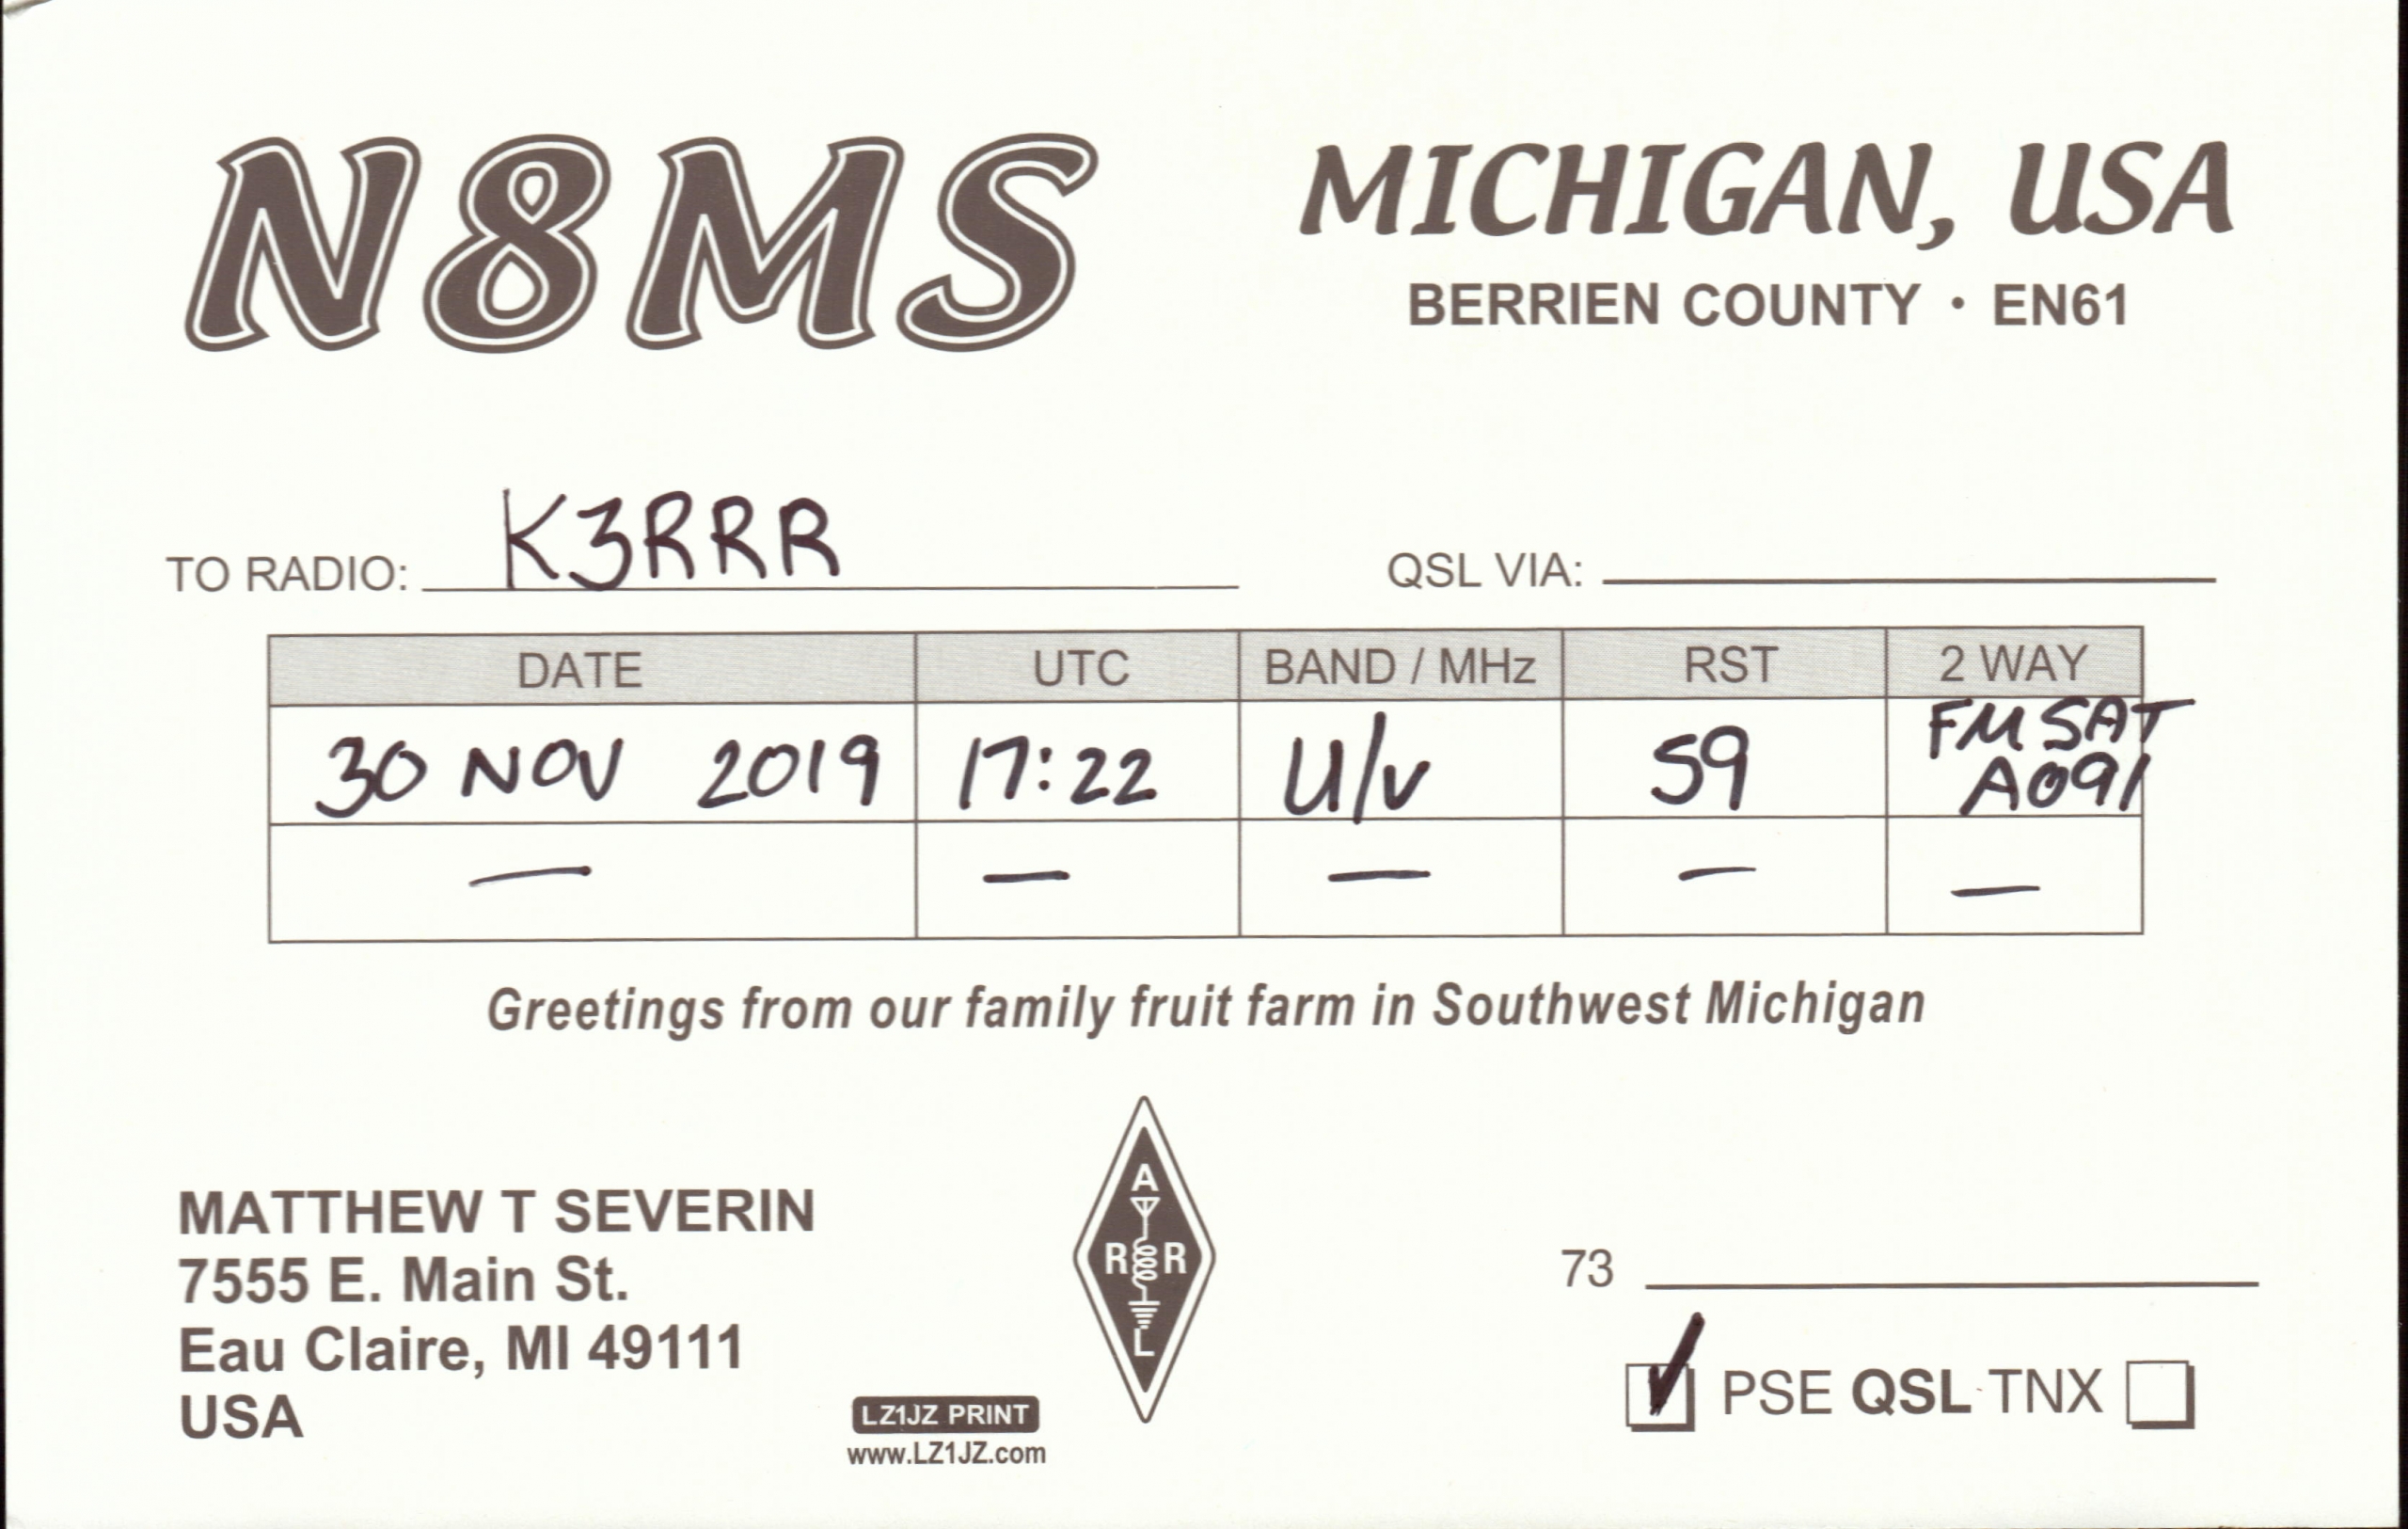 N8MS
MICHIGAN, USA
BERRIEN COUNTY • EN61
TO RADIO: K3RRR
QSL VIA:
DATE UTC BAND / MHz RST 2 WAY
30 NOV 2019 17:22 U/v 59 FM SAT
AO91
— — — — —
Greetings from our family fruit farm in Southwest Michigan
MATTHEW T SEVERIN
7555 E. Main St.
Eau Claire, MI 49111
USA
LZ1JZ PRINT
www.LZ1JZ.com
A
R R
L
73
✓ PSE QSL TNX